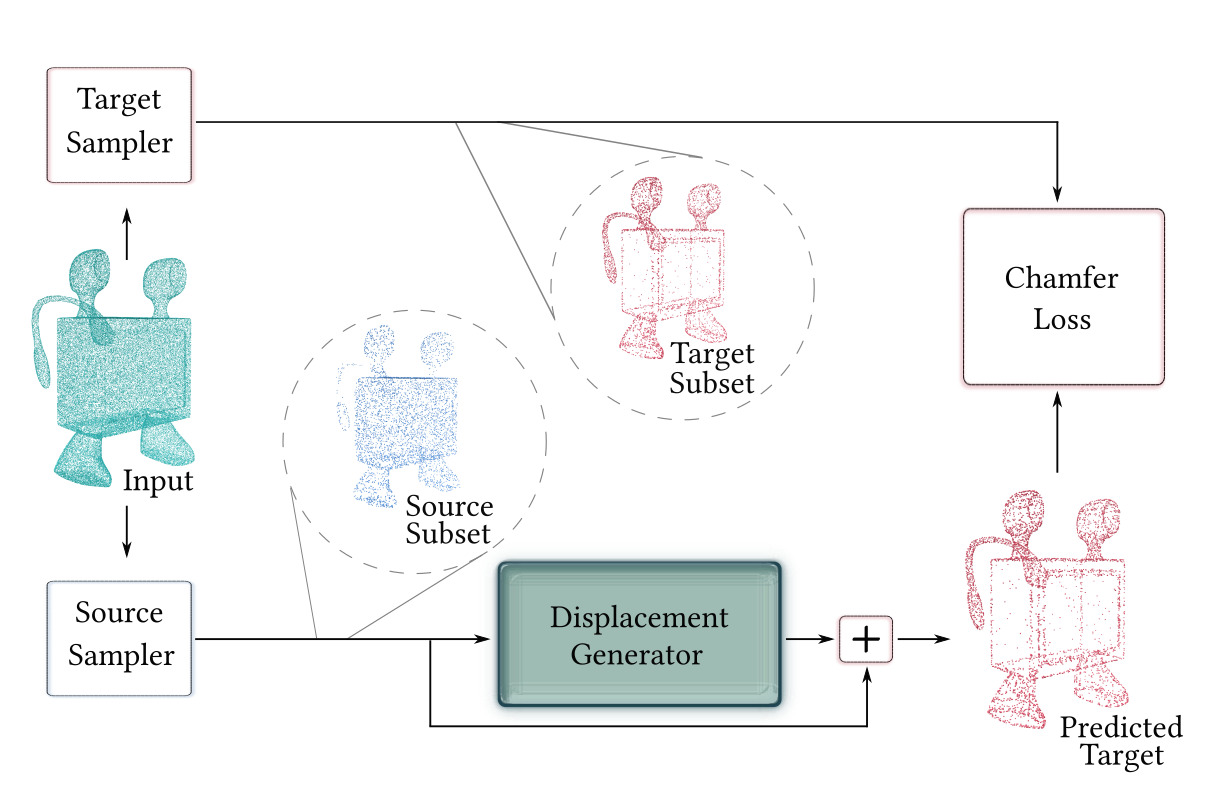 Target
Sampler
Chamfer
Loss
Target
Subset
Input
Source
Subset
Source
Sampler
Displacement
Generator
+
Predicted
Target